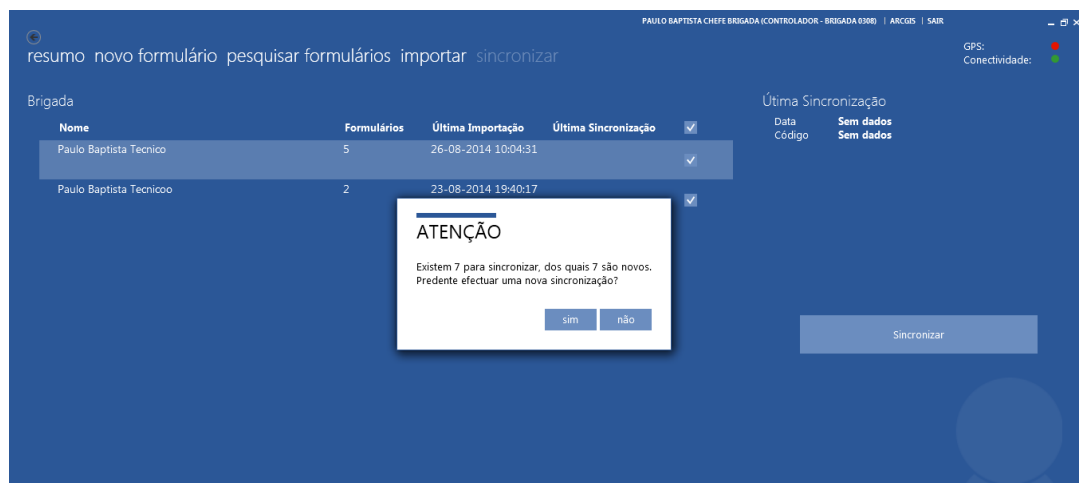 PAULO BAPTISTA CHEFE BRIGADA (CONTROLADOR - BRIGADA 0308) | ARCGIS | SAIR
resumo novo formulário pesquisar formulários importar sincronizar
GPS:
Conectividade:
Brigada
Nome Formulários Última Importação Última Sincronização
Paulo Baptista Tecnico 5 26-08-2014 10:04:31
Paulo Baptista Tecnicoo 2 23-08-2014 19:40:17
Útima Sincronização
Data Sem dados
Código Sem dados
ATENÇÃO
Existem 7 para sincronizar, dos quais 7 são novos.
Predente efectuar uma nova sincronização?
sim não
Sincronizar